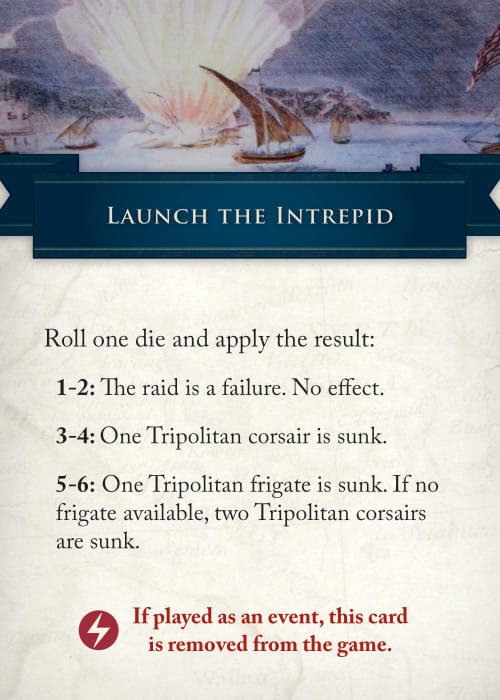 Launch the Intrepid
Roll one die and apply the result:
1-2: The raid is a failure. No effect.
3-4: One Tripolitan corsair is sunk.
5-6: One Tripolitan frigate is sunk. If no
frigate available, two Tripolitan corsairs
are sunk.
If played as an event, this card
is removed from the game.